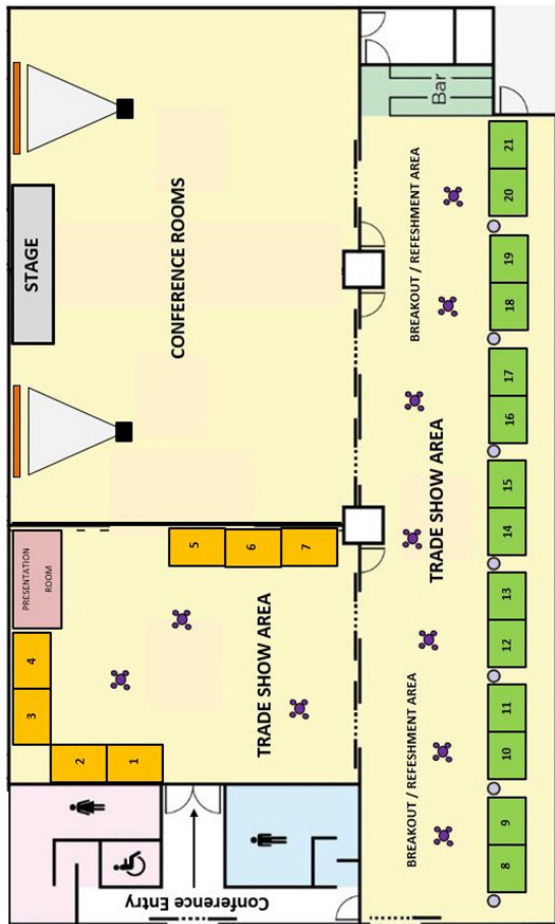 STAGE
CONFERENCE ROOMS
Bar
BREAKOUT / REFESHMENT AREA
21
20
19
18
17
16
15
14
13
12
11
10
9
8
TRADE SHOW AREA
BREAKOUT / REFESHMENT AREA
PRESENTATION
ROOM
5
6
7
4
3
2
1
TRADE SHOW AREA
Conference Entry